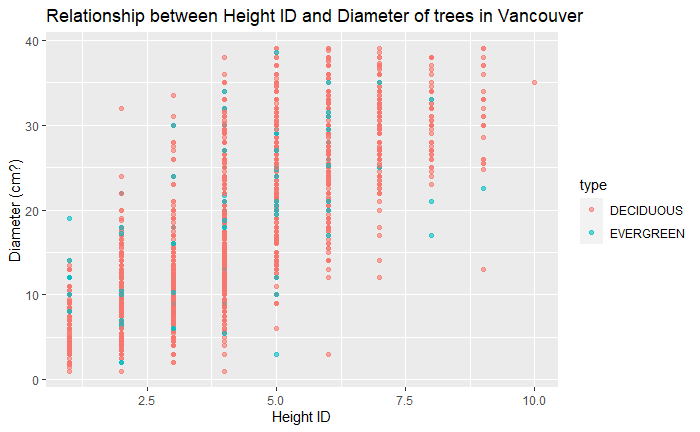 Relationship between Height ID and Diameter of trees in Vancouver
40
30
20
10
0
Diameter (cm?)
2.5
5.0
7.5
10.0
Height ID
type
DECIDUOUS
EVERGREEN